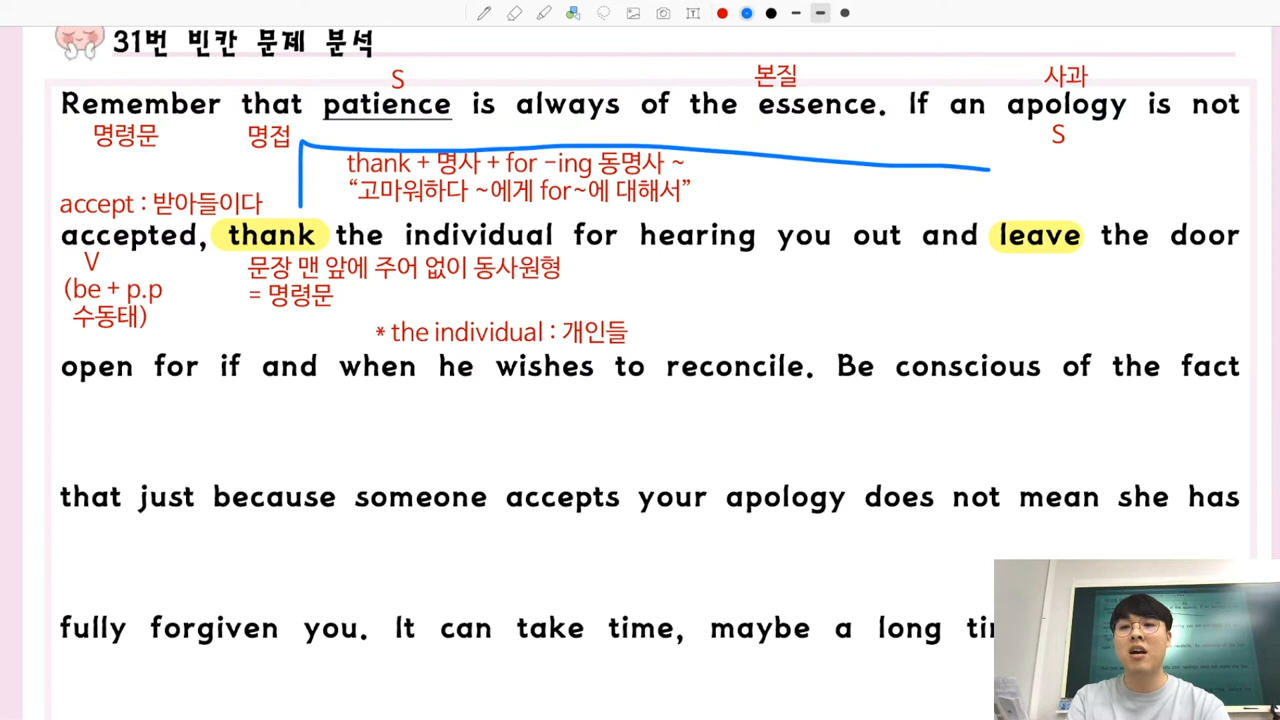 31번 빈칸 문제 분석
S 본질 사과
Remember that patience is always of the essence. If an apology is not
명령문 명접 S
thank + 명사 + for -ing 동명사 ~
accept : 받아들이다 “고마워하다 ~에게 for~에 대해서”
accepted, thank the individual for hearing you out and leave the door
V 문장 맨 앞에 주어 없이 동사원형
(be + p.p = 명령문
수동태)
* the individual : 개인들
open for if and when he wishes to reconcile. Be conscious of the fact
that just because someone accepts your apology does not mean she has
fully forgiven you. It can take time, maybe a long